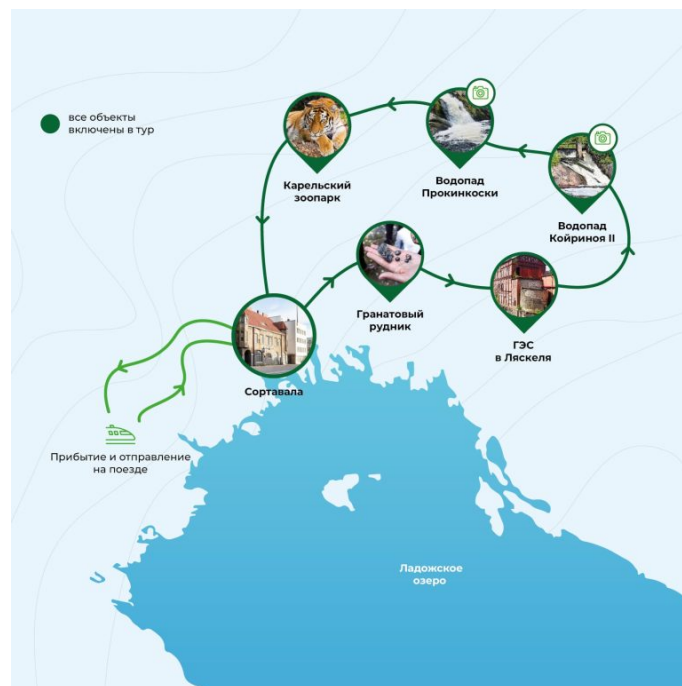 все объекты
включены в тур
Карельский
зоопарк
Водопад
Прокинкоски
Водопад
Койриноя II
Гранатовый
рудник
ГЭС
в Ляскеля
Сортавала
Прибытие и отправление
на поезде
Ладожское
озеро